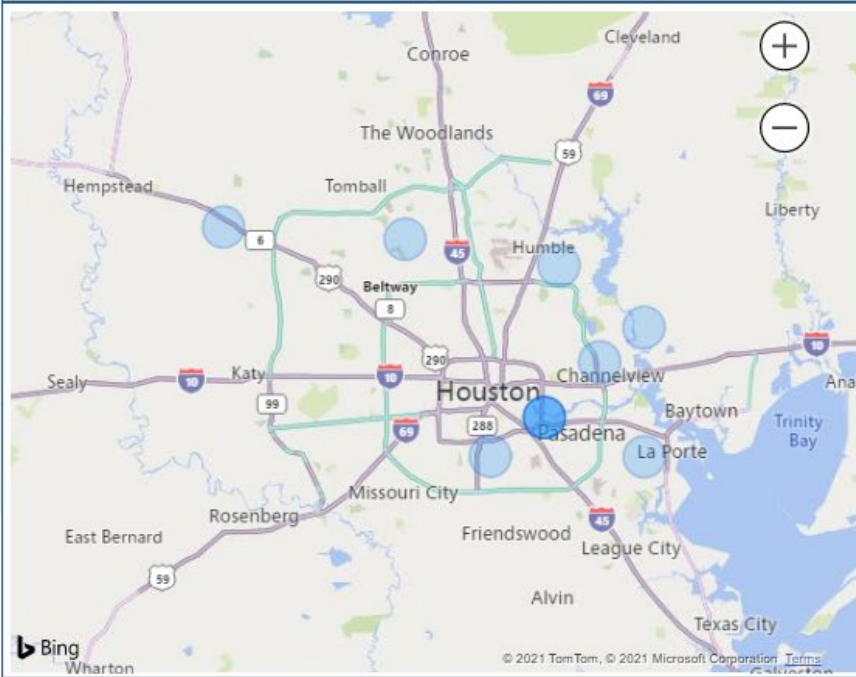 Cleveland
Conroe
69
The Woodlands
59
Hempstead
Tomball
Liberty
6
45
Humble
290
Beltway
8
290
10
Sealy
10
Katy
10
Houston
Channelview
Ana
99
69
288
Pasadena
Baytown
Trinity
Bay
La Porte
Missouri City
Rosenberg
45
East Bernard
Friendswood
League City
59
Alvin
Texas City
Bing
© 2021 TomTom, © 2021 Microsoft Corporation Terms
Wharton
Galveston